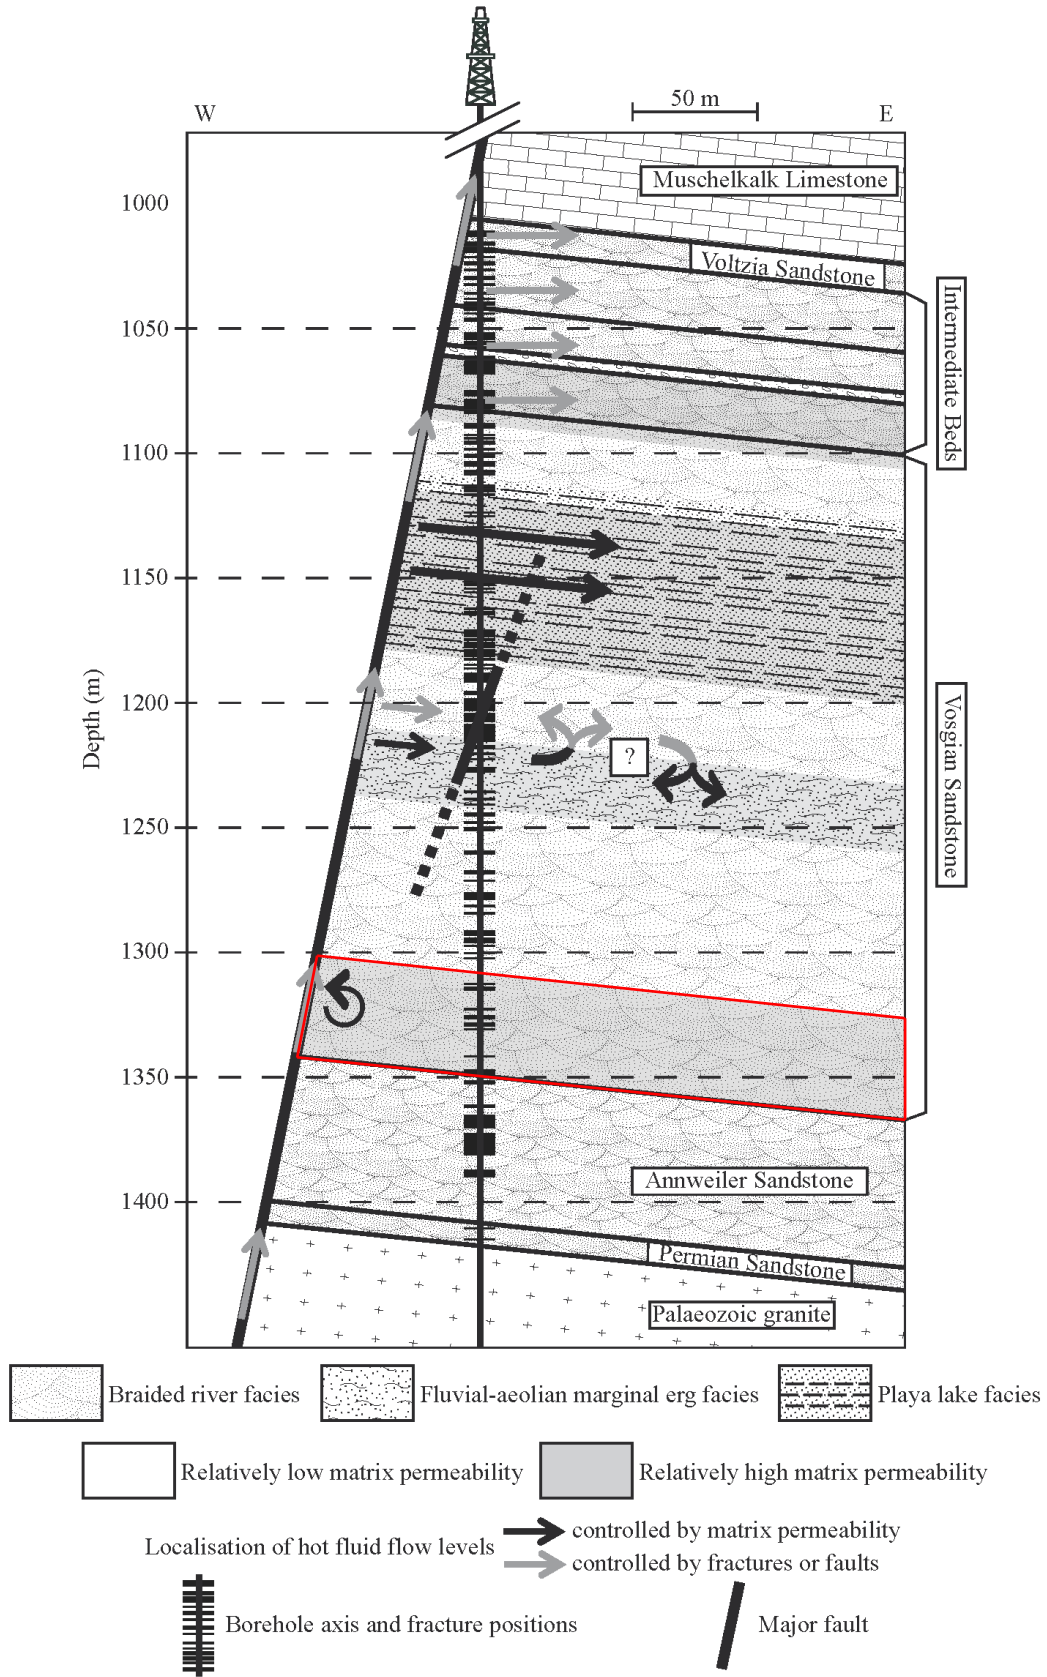 50 m
W
E
Muschelkalk Limestone
1000
Voltzia Sandstone
Intermediate Beds
1050
1100
1150
Depth (m)
1200
?
Vosgian Sandstone
1250
1300
1350
Annweiler Sandstone
1400
Permian Sandstone
Palaeozoic granite
Braided river facies
Fluvial-aeolian marginal erg facies
Playa lake facies
Relatively low matrix permeability
Relatively high matrix permeability
Localisation of hot fluid flow levels
controlled by matrix permeability
controlled by fractures or faults
Borehole axis and fracture positions
Major fault